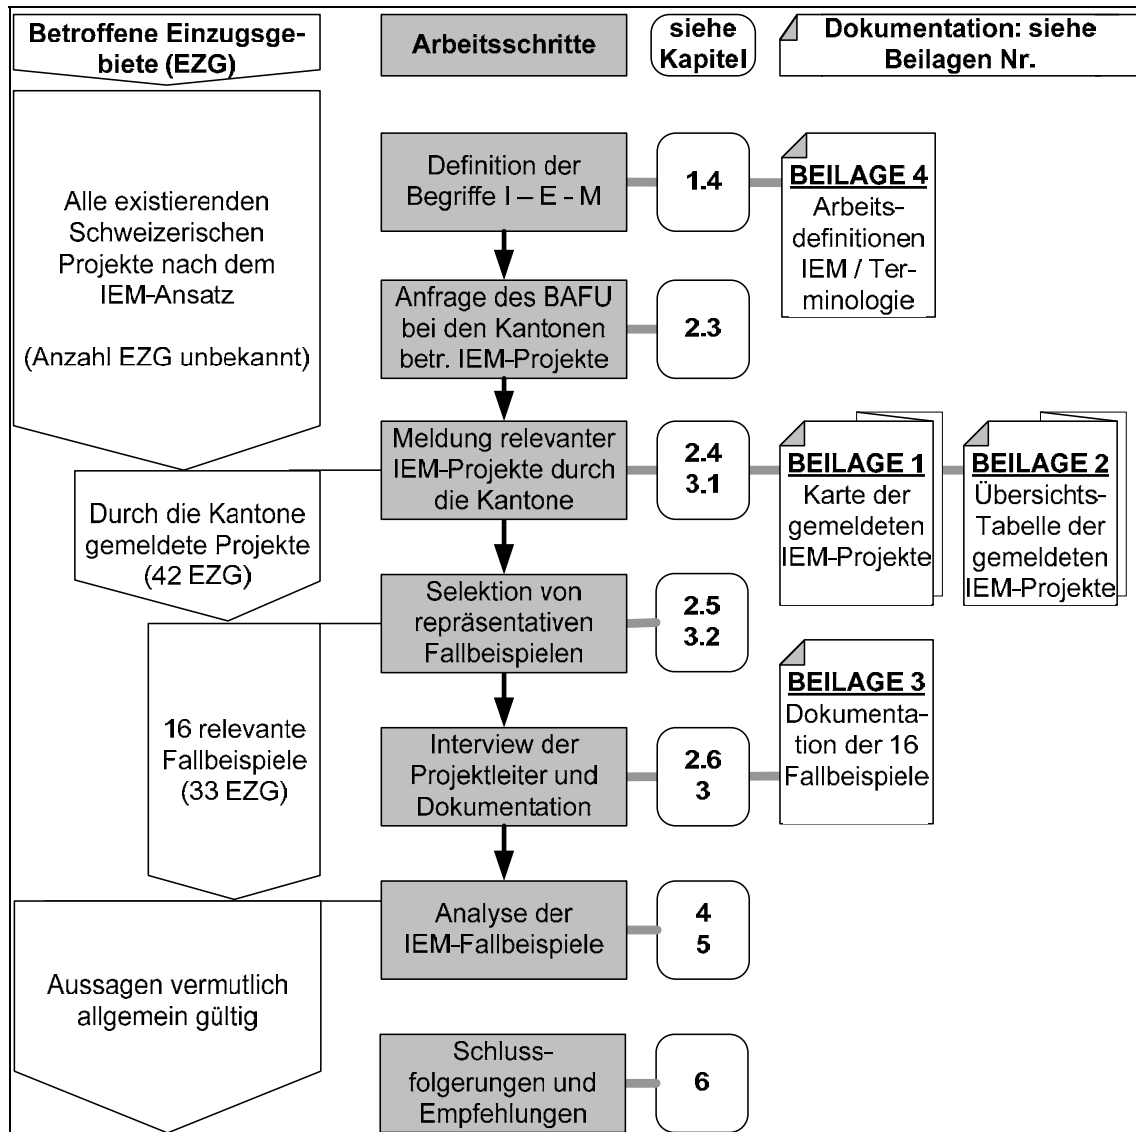 Betroffene Einzugsge-
biete (EZG)
Arbeitsschritte
siehe
Kapitel
Dokumentation: siehe
Beilagen Nr.
Alle existierenden
Schweizerischen
Projekte nach dem
IEM-Ansatz
(Anzahl EZG unbekannt)
Definition der
Begriffe I – E - M
1.4
BEILAGE 4
Arbeits-
definitionen
IEM / Ter-
minologie
Anfrage des BAFU
bei den Kantonen
betr. IEM-Projekte
2.3
Meldung relevanter
IEM-Projekte durch
die Kantone
2.4
3.1
BEILAGE 1
Karte der
gemeldeten
IEM-Projekte
BEILAGE 2
Übersichts-
Tabelle der
gemeldeten
IEM-Projekte
Durch die Kantone
gemeldete Projekte
(42 EZG)
Selektion von
repräsentativen
Fallbeispielen
2.5
3.2
16 relevante
Fallbeispiele
(33 EZG)
Interview der
Projektleiter und
Dokumentation
2.6
3
BEILAGE 3
Dokumenta-
tion der 16
Fallbeispiele
Analyse der
IEM-Fallbeispiele
4
5
Aussagen vermutlich
allgemein gültig
Schluss-
folgerungen und
Empfehlungen
6